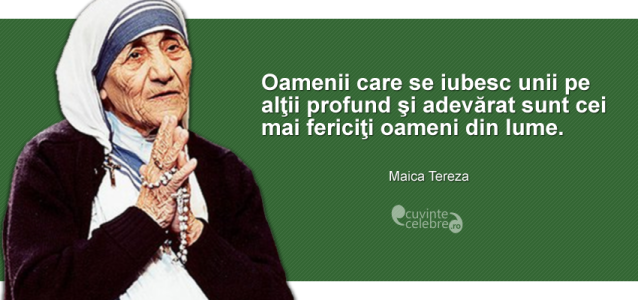 Oamenii care se iubesc unii pe
alţii profund şi adevărat sunt cei
mai fericiţi oameni din lume.
Maica Tereza
cuvinte
celebre.ro